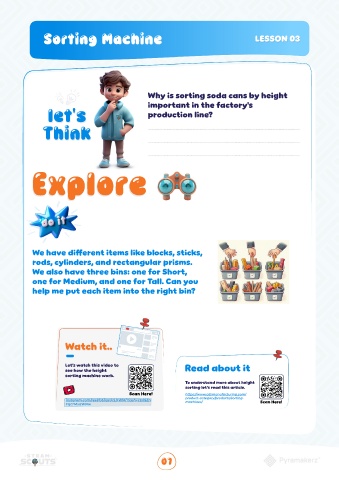 Sorting Machine
LESSON 03
let's
Think
Why is sorting soda cans by height
important in the factory's
production line?
Explore
do it
We have different items like blocks, sticks,
rods, cylinders, and rectangular prisms.
We also have three bins: one for Short,
one for Medium, and one for Tall. Can you
help me put each item into the right bin?
Watch it..
Let's watch this video to
see how the height
sorting machine work.
Scan Here!
Read about it
To understand more about height
sorting let's read this article.
Scan Here!
SCOUTS
07
Pyramakerz